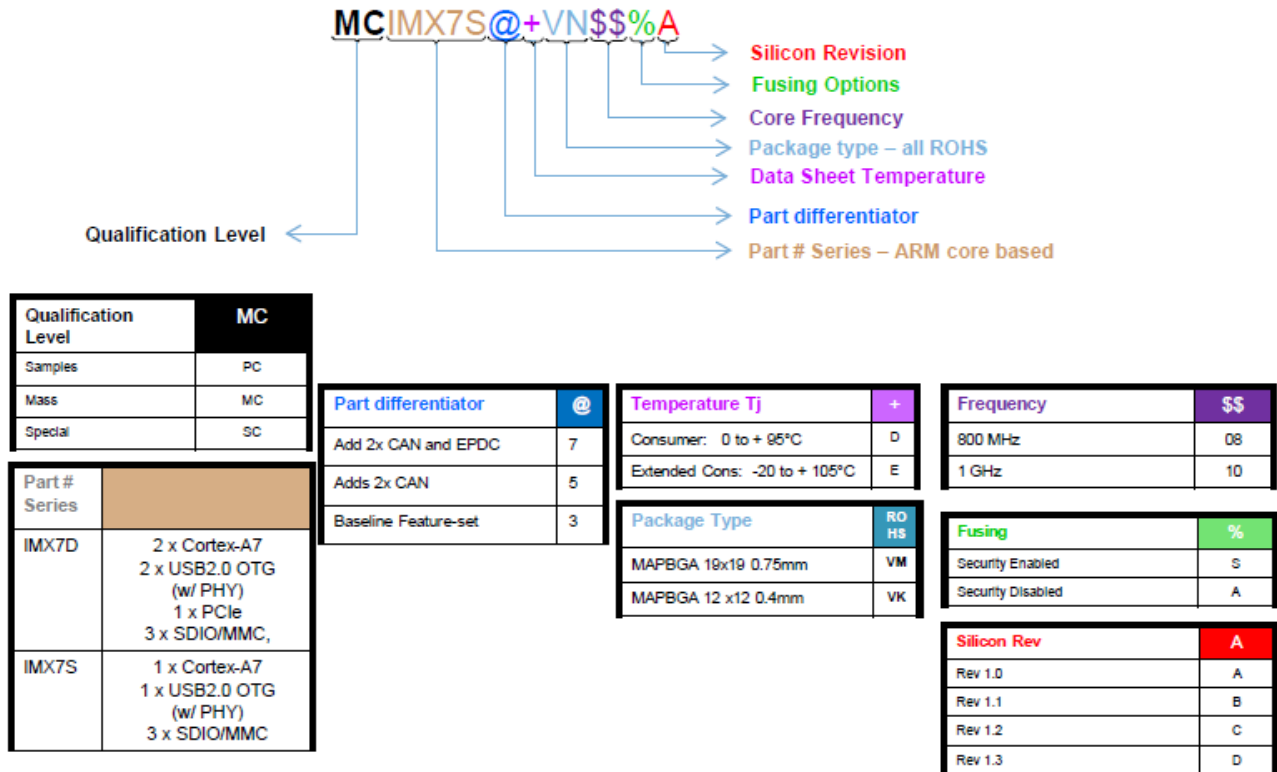 MCIMX7S@+VN$$%A
Silicon Revision
Fusing Options
Core Frequency
Package type – all ROHS
Data Sheet Temperature
Part differentiator
Qualification Level
Part # Series – ARM core based
Qualification Level MC
Samples PC
Mass MC
Special SC
Part # Series
IMX7D 2 x Cortex-A7
2 x USB2.0 OTG
(w/ PHY)
1 x PCIe
3 x SDIO/MMC,
IMX7S 1 x Cortex-A7
1 x USB2.0 OTG
(w/ PHY)
3 x SDIO/MMC
Part differentiator @
Add 2x CAN and EPDC 7
Adds 2x CAN 5
Baseline Feature-set 3
Temperature Tj +
Consumer: 0 to + 95°C D
Extended Cons: -20 to + 105°C E
Package Type ROHS
MAPBGA 19x19 0.75mm VM
MAPBGA 12 x12 0.4mm VK
Frequency $$
800 MHz 08
1 GHz 10
Fusing %
Security Enabled S
Security Disabled A
Silicon Rev A
Rev 1.0 A
Rev 1.1 B
Rev 1.2 C
Rev 1.3 D